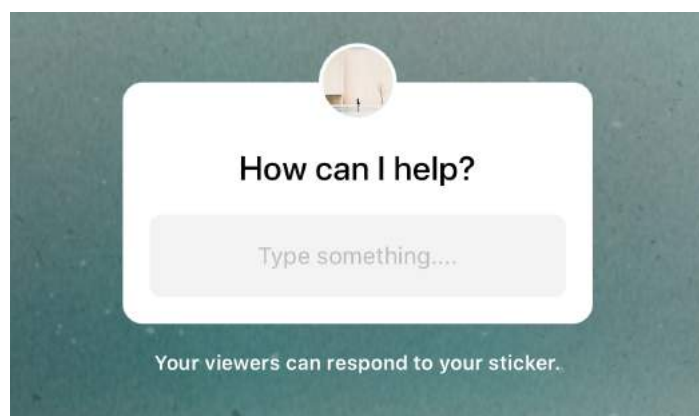 How can I help?
Type something....
Your viewers can respond to your sticker.